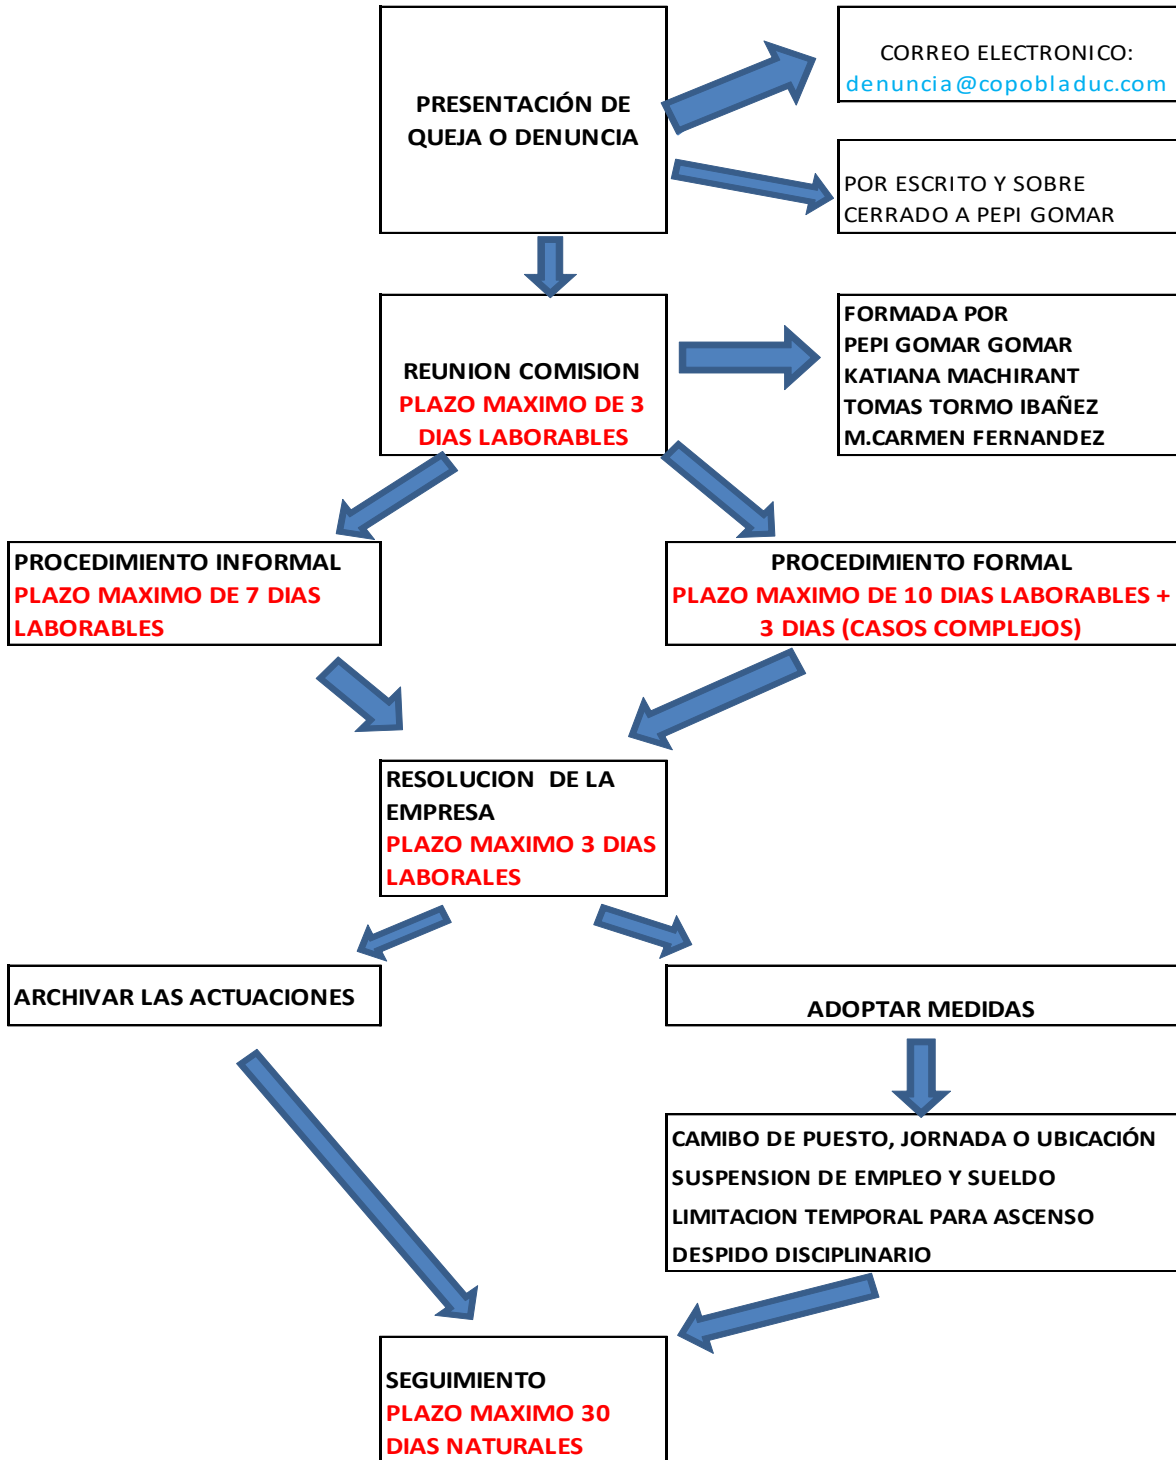 PRESENTACIÓN DE
QUEJA O DENUNCIA
CORREO ELECTRONICO:
denuncia@copobladuc.com
POR ESCRITO Y SOBRE
CERRADO A PEPI GOMAR
REUNION COMISION
PLAZO MAXIMO DE 3
DIAS LABORABLES
FORMADA POR
PEPI GOMAR GOMAR
KATIANA MACHIRANT
TOMAS TORMO IBAÑEZ
M.CARMEN FERNANDEZ
PROCEDIMIENTO INFORMAL
PLAZO MAXIMO DE 7 DIAS
LABORABLES
PROCEDIMIENTO FORMAL
PLAZO MAXIMO DE 10 DIAS LABORABLES +
3 DIAS (CASOS COMPLEJOS)
RESOLUCION DE LA
EMPRESA
PLAZO MAXIMO 3 DIAS
LABORALES
ARCHIVAR LAS ACTUACIONES
ADOPTAR MEDIDAS
CAMIBO DE PUESTO, JORNADA O UBICACIÓN
SUSPENSION DE EMPLEO Y SUELDO
LIMITACION TEMPORAL PARA ASCENSO
DESPIDO DISCIPLINARIO
SEGUIMIENTO
PLAZO MAXIMO 30
DIAS NATURALES